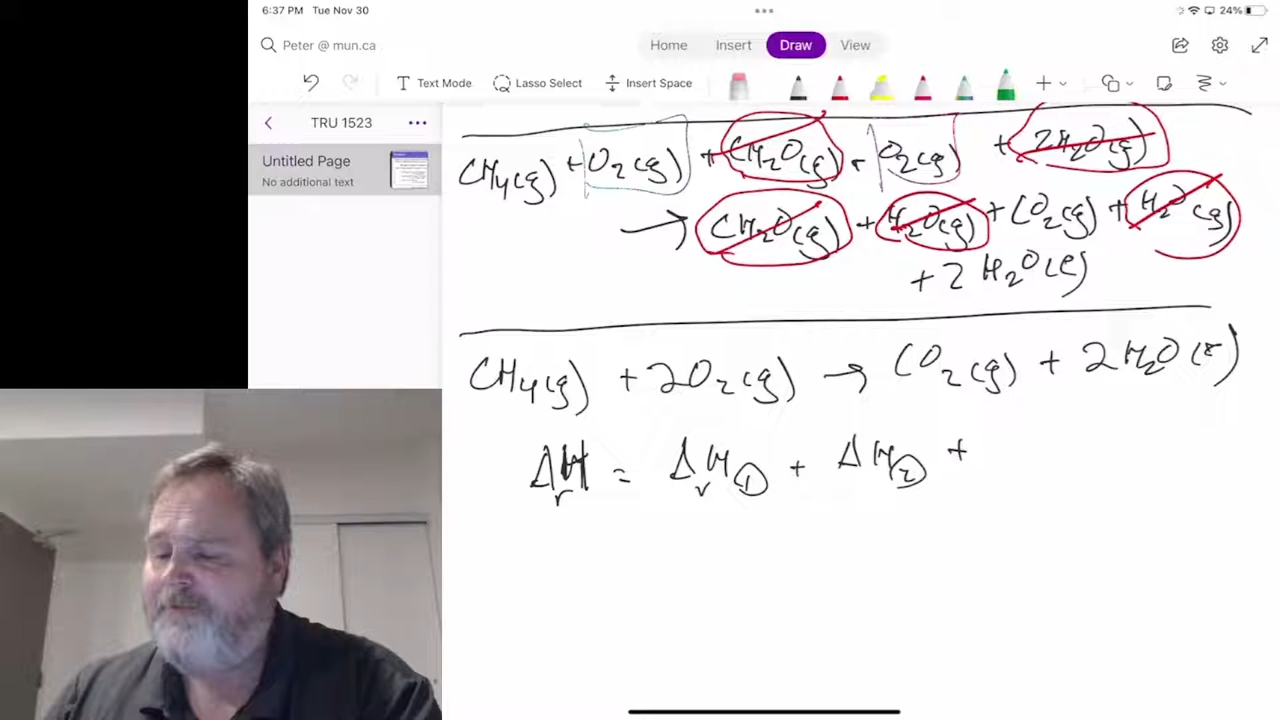 6:37 PM Tue Nov 30
24%
Peter @ mun.ca
Home Insert Draw View
Text Mode Lasso Select Insert Space
TRU 1523
Untitled Page
No additional text
CH₄(g) + O₂(g) + CH₂O(g) + O₂(g) + 2H₂O(g)
→ CH₂O(g) + H₂O(g) + CO₂(g) + H₂O(g)
+ 2 H₂O(l)
CH₄(g) + 2O₂(g) → CO₂(g) + 2H₂O(l)
ΔᵣH = ΔᵣH① + ΔH② +